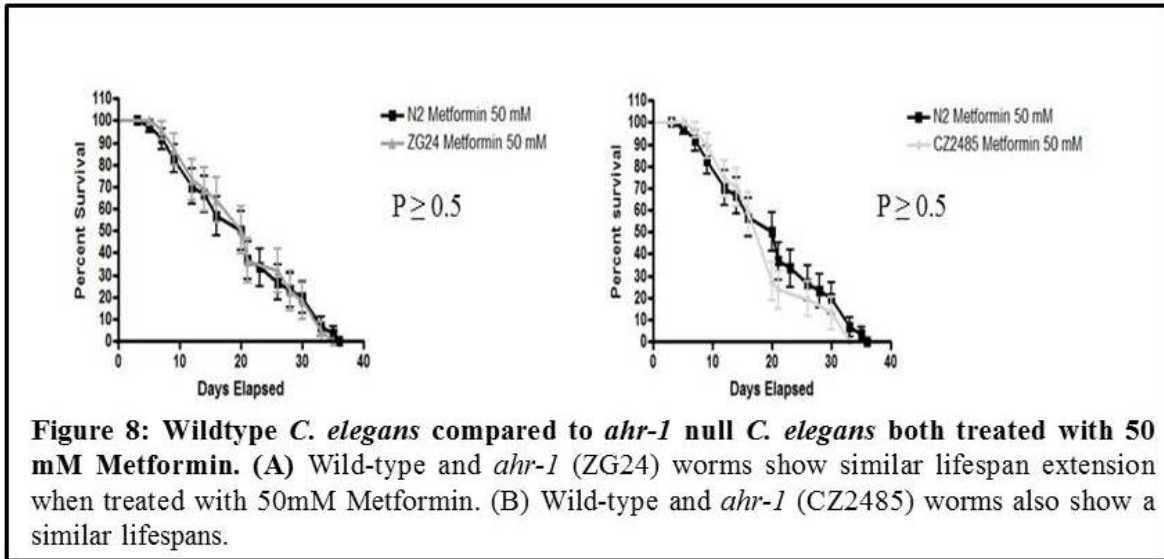 110
100
90
80
70
60
50
40
30
20
10
0
Percent Survival
0 10 20 30 40
Days Elapsed
N2 Metformin 50 mM
ZG24 Metformin 50 mM
P ≥ 0.5
110
100
90
80
70
60
50
40
30
20
10
0
Percent survival
0 10 20 30 40
Days Elapsed
N2 Metformin 50 mM
CZ2485 Metformin 50 mM
P ≥ 0.5
Figure 8: Wildtype C. elegans compared to ahr-1 null C. elegans both treated with 50
mM Metformin. (A) Wild-type and ahr-1 (ZG24) worms show similar lifespan extension
when treated with 50mM Metformin. (B) Wild-type and ahr-1 (CZ2485) worms also show a
similar lifespans.